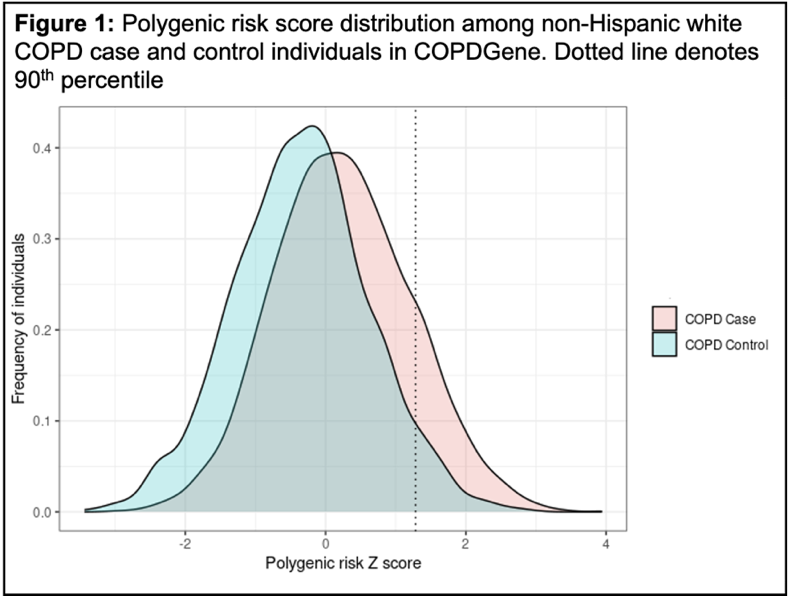 Figure 1: Polygenic risk score distribution among non-Hispanic white
COPD case and control individuals in COPDGene. Dotted line denotes
90th percentile
0.4
0.3
0.2
0.1
0.0
Frequency of individuals
-2
0
2
4
Polygenic risk Z score
COPD Case
COPD Control